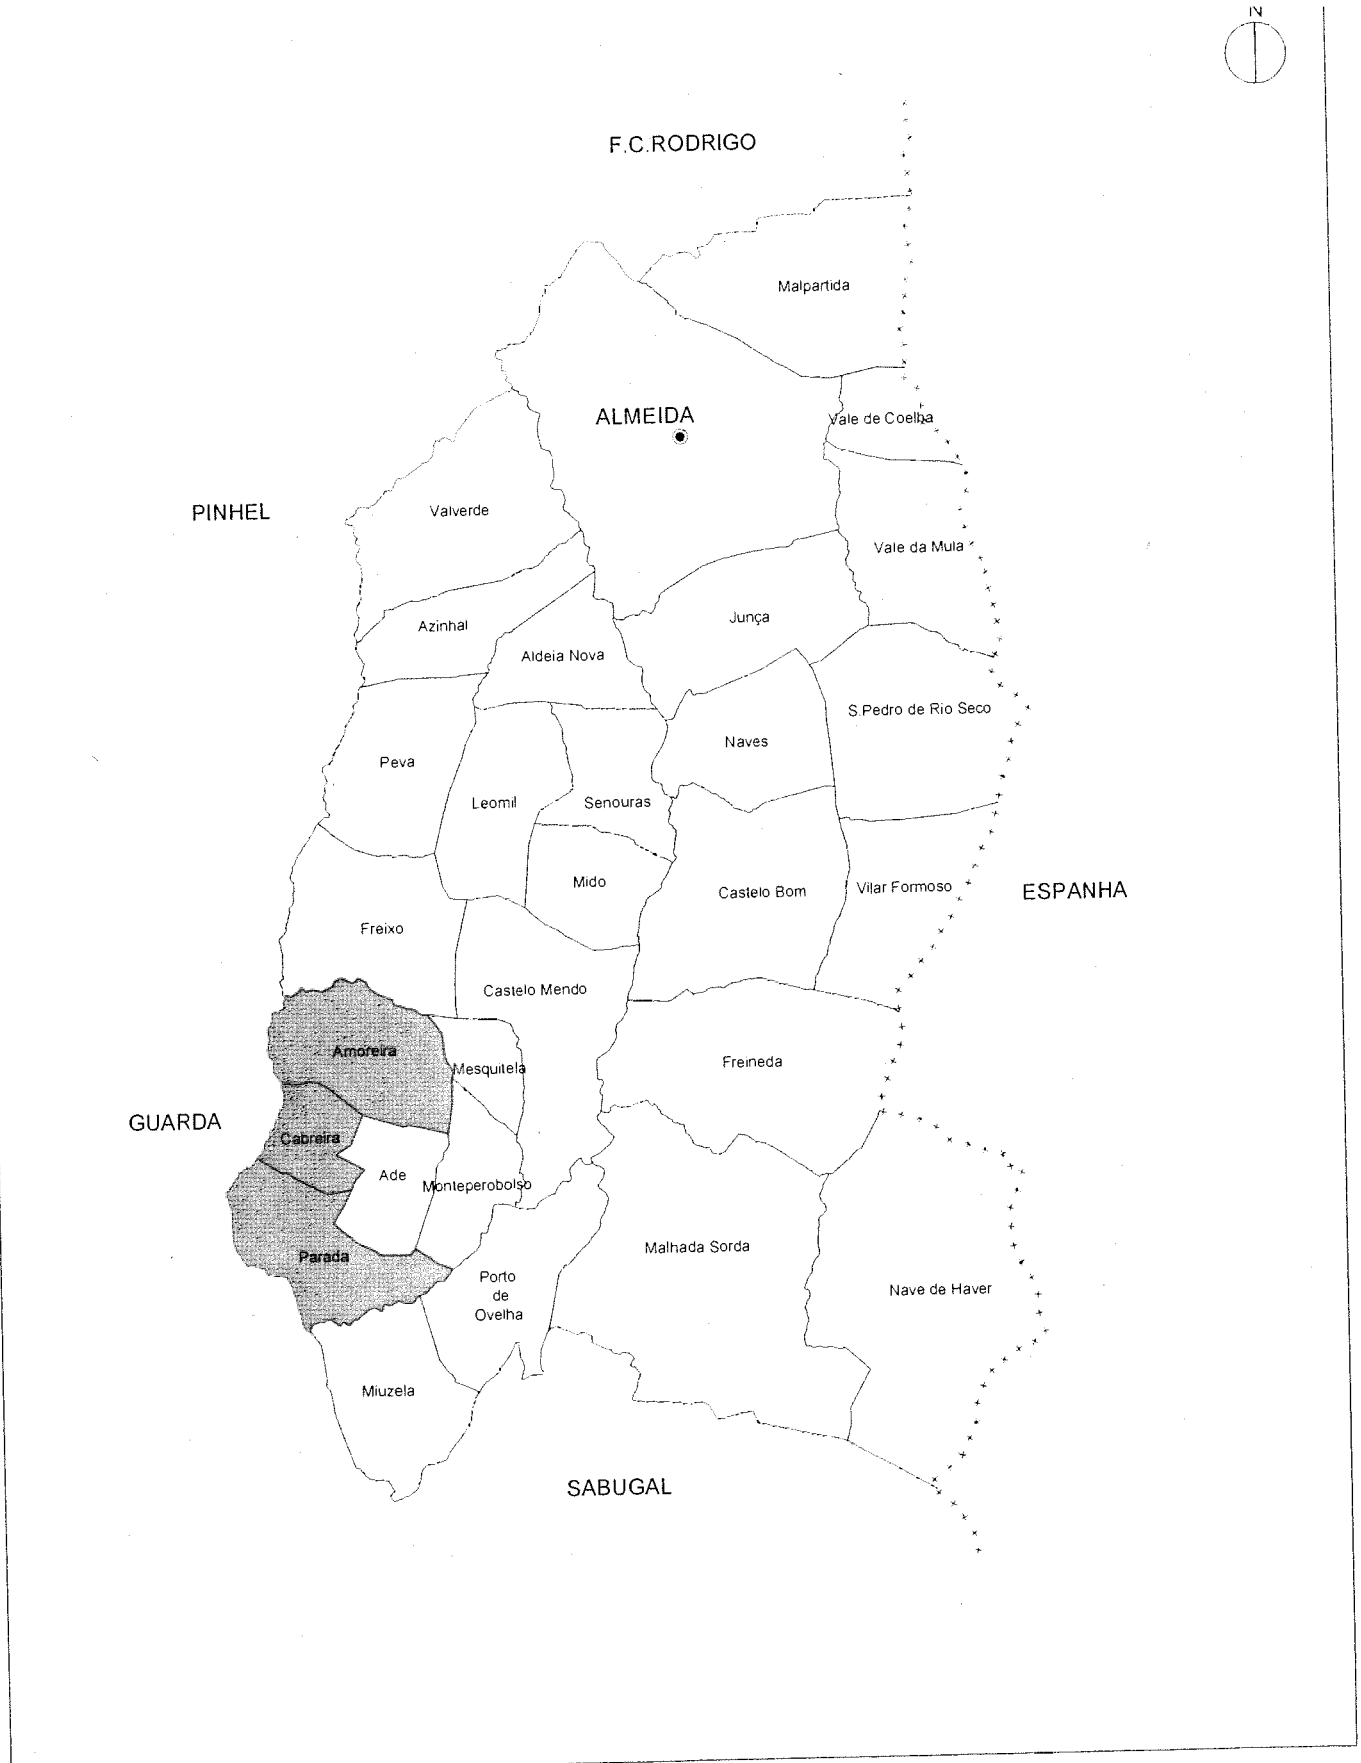 N
F.C.RODRIGO
Malpartida
ALMEIDA
Vale de Coelha
PINHEL
Valverde
Vale da Mula
Azinhal
Junça
Aldeia Nova
S.Pedro de Rio Seco
Naves
Peva
Leomil
Senouras
Mido
Castelo Bom
Vilar Formoso
ESPANHA
Freixo
Castelo Mendo
Amoreira
Mesquitela
Freineda
GUARDA
Cabreira
Ade
Monteperobolso
Parada
Malhada Sorda
Porto
de
Ovelha
Nave de Haver
Miuzela
SABUGAL